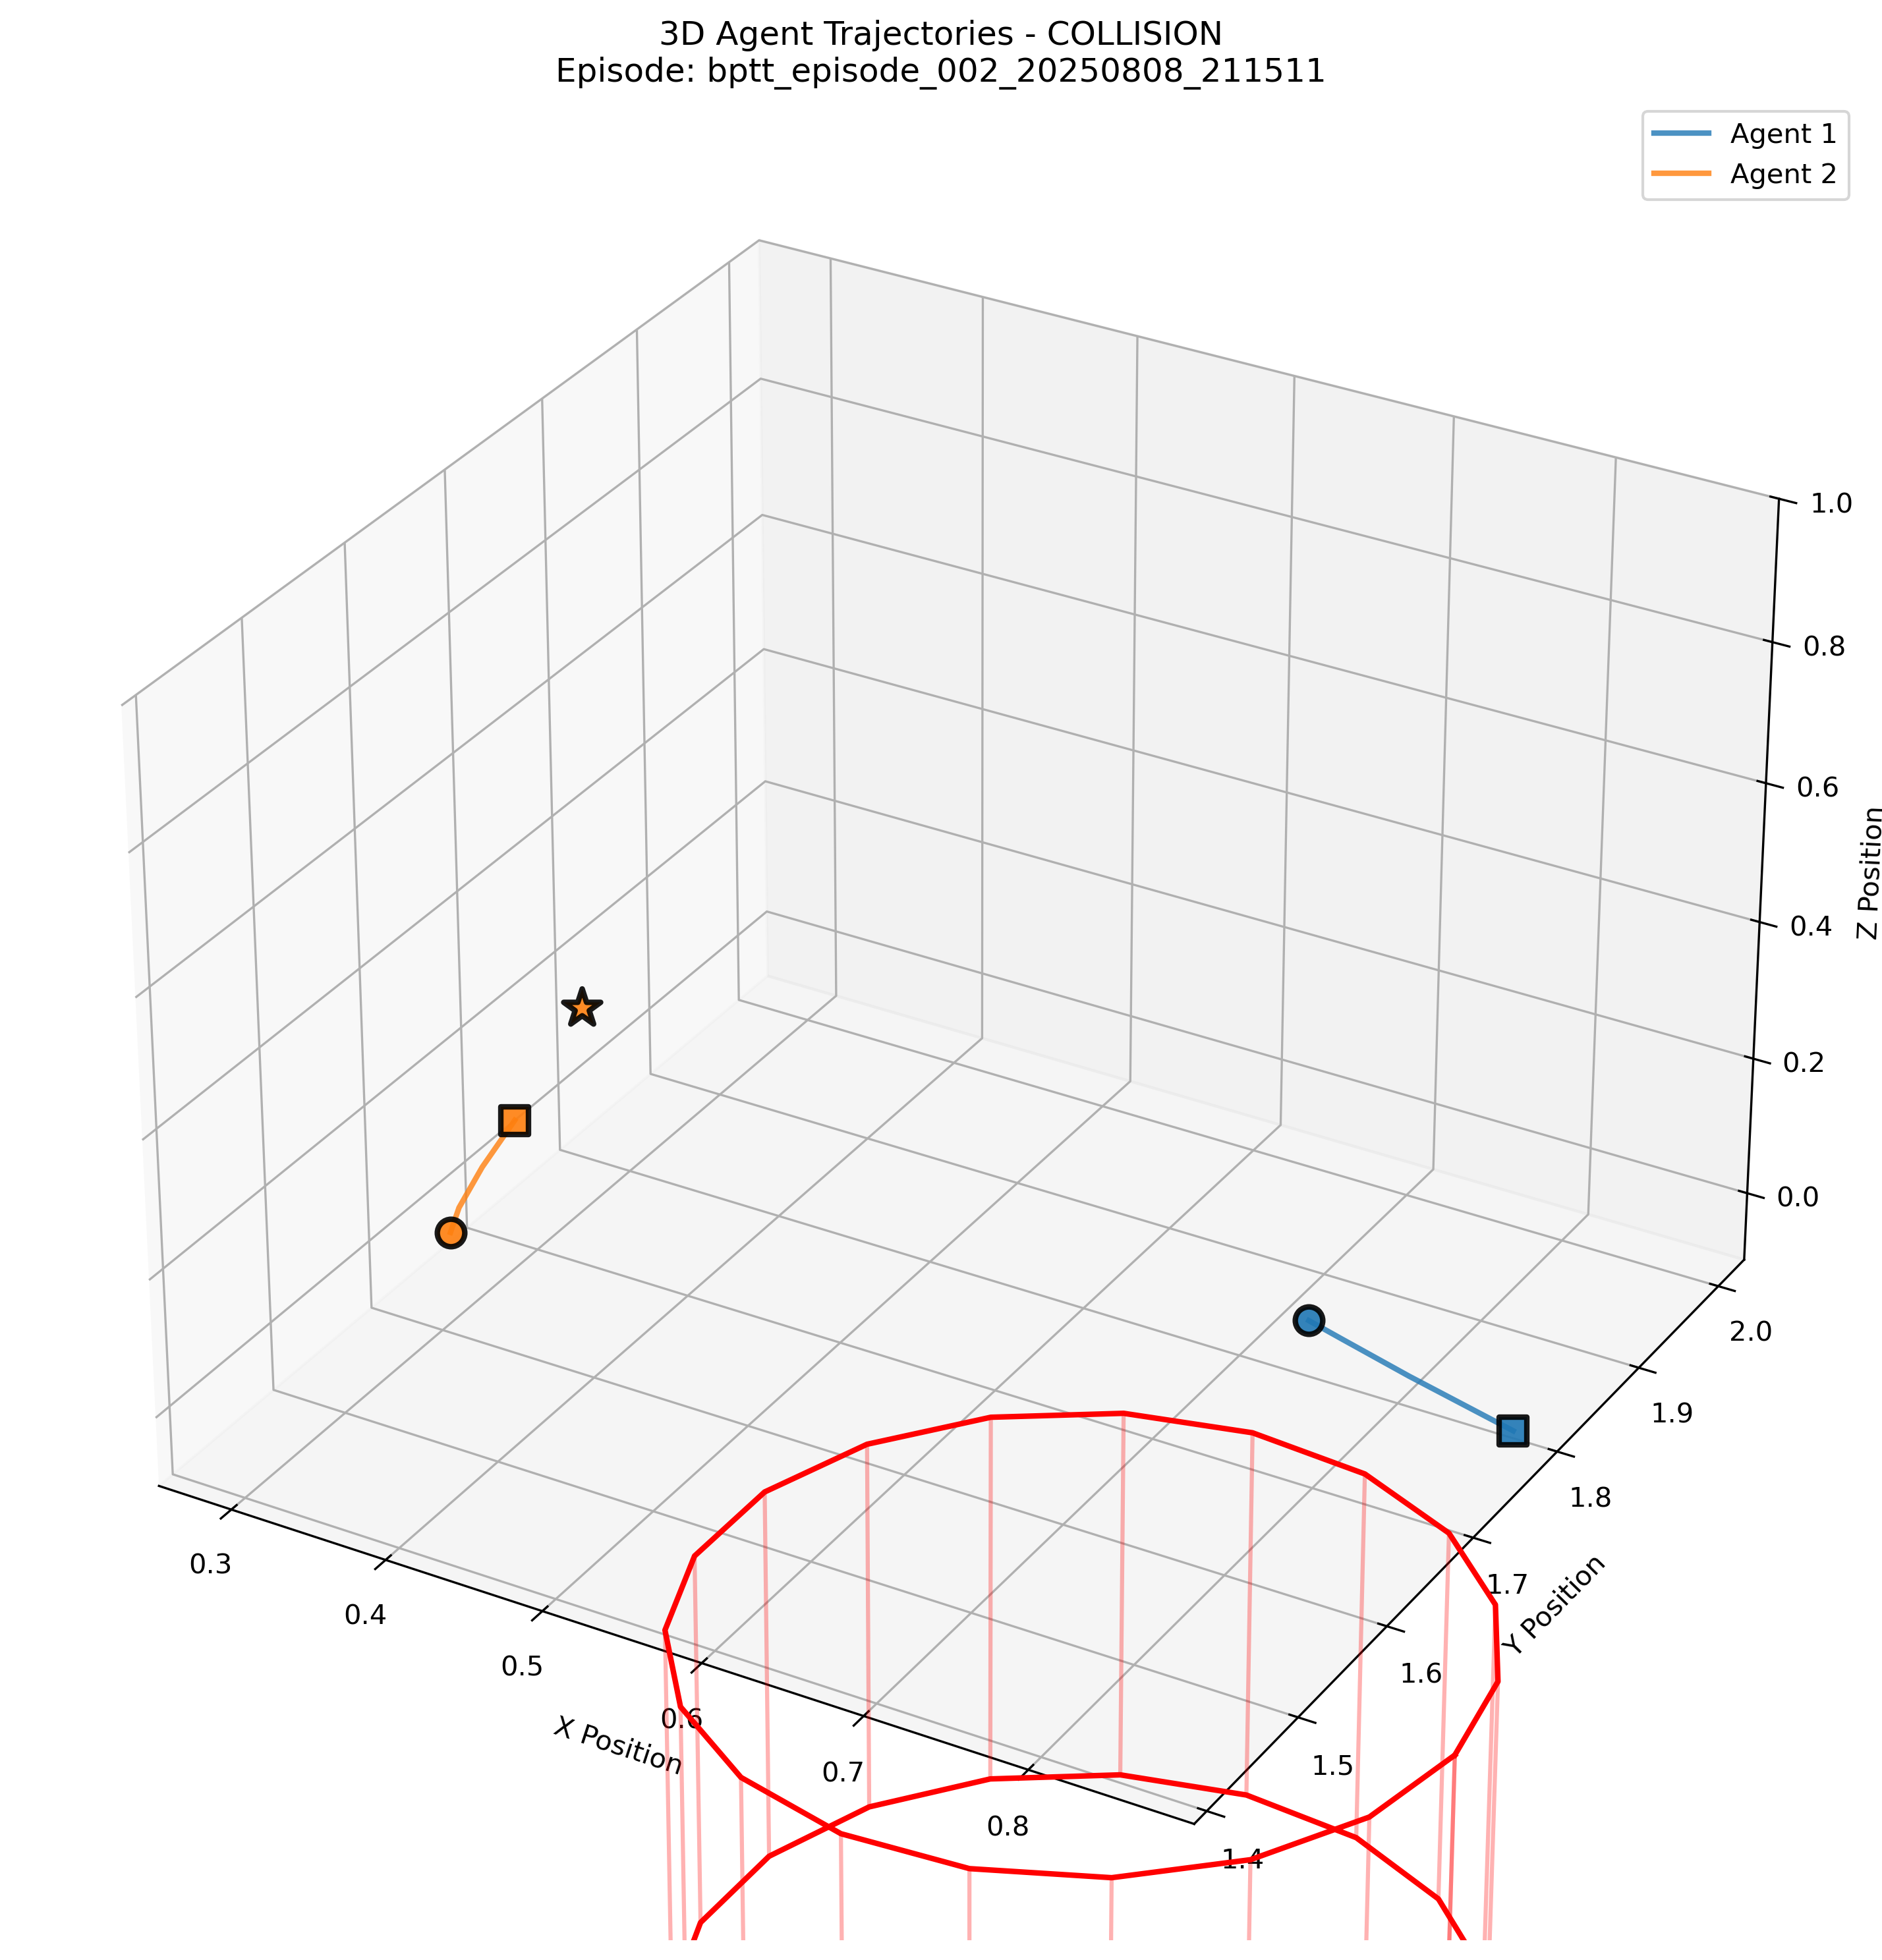 3D Agent Trajectories - COLLISION
Episode: bptt_episode_002_20250808_211511
Agent 1
Agent 2
1.0
0.8
0.6
0.4
0.2
0.0
Z Position
2.0
1.9
1.8
1.7
1.6
1.5
1.4
Y Position
0.3
0.4
0.5
0.6
0.7
0.8
X Position